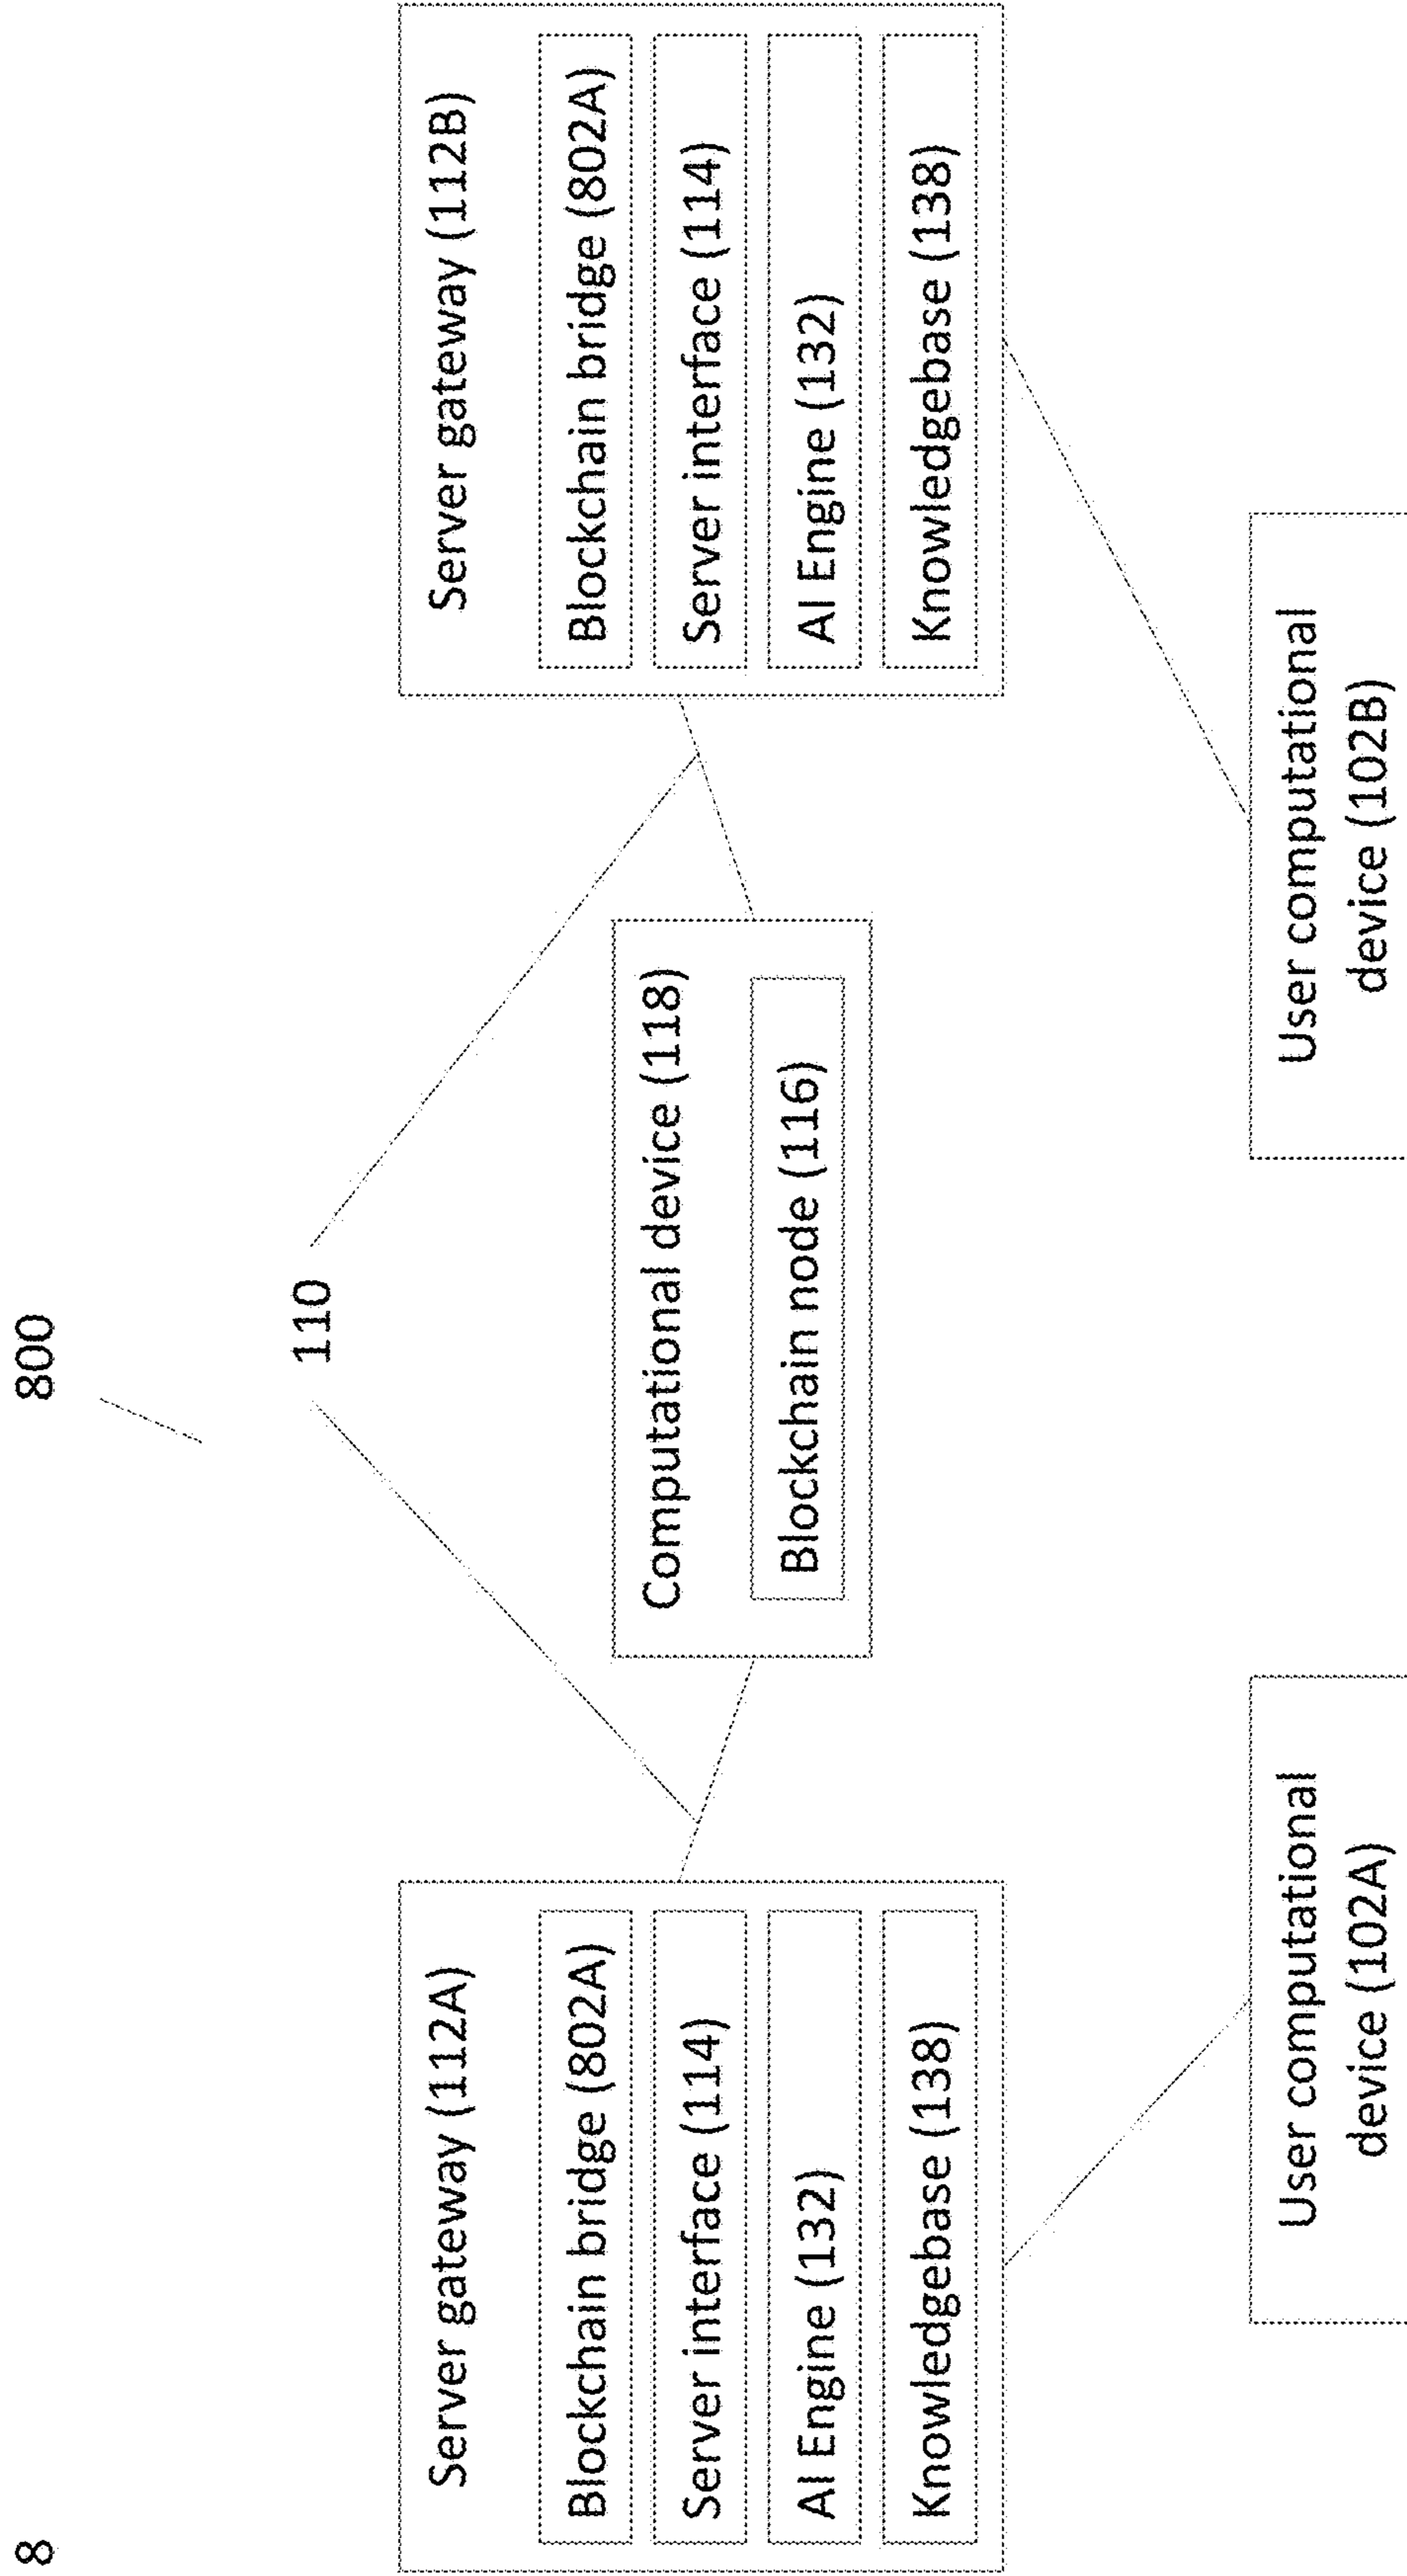 8
800
110
Server gateway (112A)
Blockchain bridge (802A)
Server interface (114)
AI Engine (132)
Knowledgebase (138)
Computational device (118)
Blockchain node (116)
Server gateway (112B)
Blockchain bridge (802A)
Server interface (114)
AI Engine (132)
Knowledgebase (138)
User computational
device (102A)
User computational
device (102B)